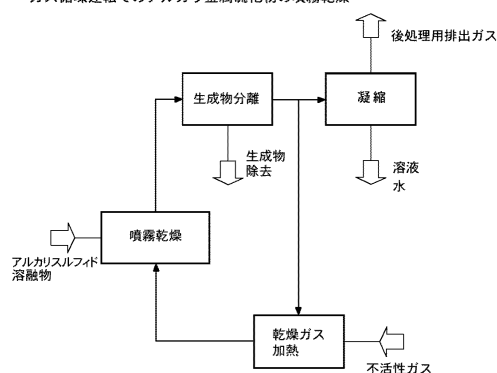 ガス循環運転でのアルカリ金属硫化物の噴霧乾燥
後処理用排出ガス
生成物分離
凝縮
生成物
除去
溶液
水
噴霧乾燥
アルカリスルフィド
溶融物
乾燥ガス
加熱
不活性ガス